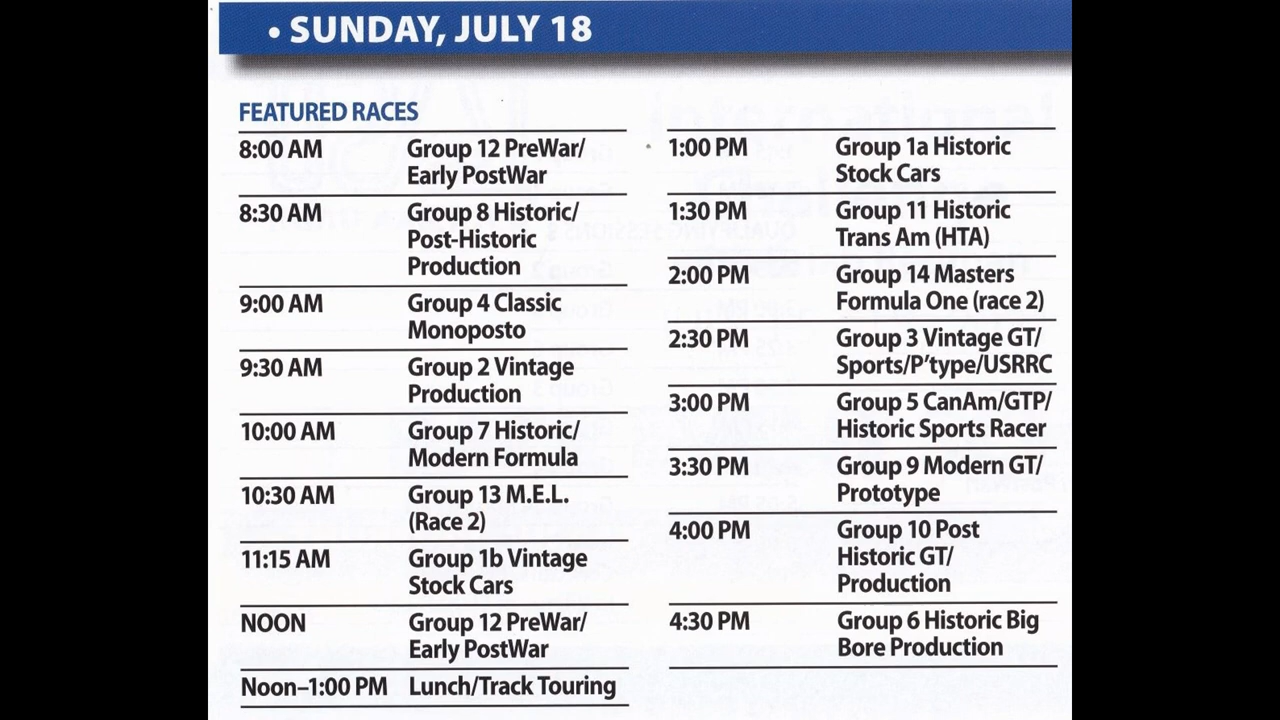 • SUNDAY, JULY 18
FEATURED RACES
8:00 AM Group 12 PreWar/
Early PostWar
8:30 AM Group 8 Historic/
Post-Historic
Production
9:00 AM Group 4 Classic
Monoposto
9:30 AM Group 2 Vintage
Production
10:00 AM Group 7 Historic/
Modern Formula
10:30 AM Group 13 M.E.L.
(Race 2)
11:15 AM Group 1b Vintage
Stock Cars
NOON Group 12 PreWar/
Early PostWar
Noon–1:00 PM Lunch/Track Touring
1:00 PM Group 1a Historic
Stock Cars
1:30 PM Group 11 Historic
Trans Am (HTA)
2:00 PM Group 14 Masters
Formula One (race 2)
2:30 PM Group 3 Vintage GT/
Sports/P'type/USRRC
3:00 PM Group 5 CanAm/GTP/
Historic Sports Racer
3:30 PM Group 9 Modern GT/
Prototype
4:00 PM Group 10 Post
Historic GT/
Production
4:30 PM Group 6 Historic Big
Bore Production